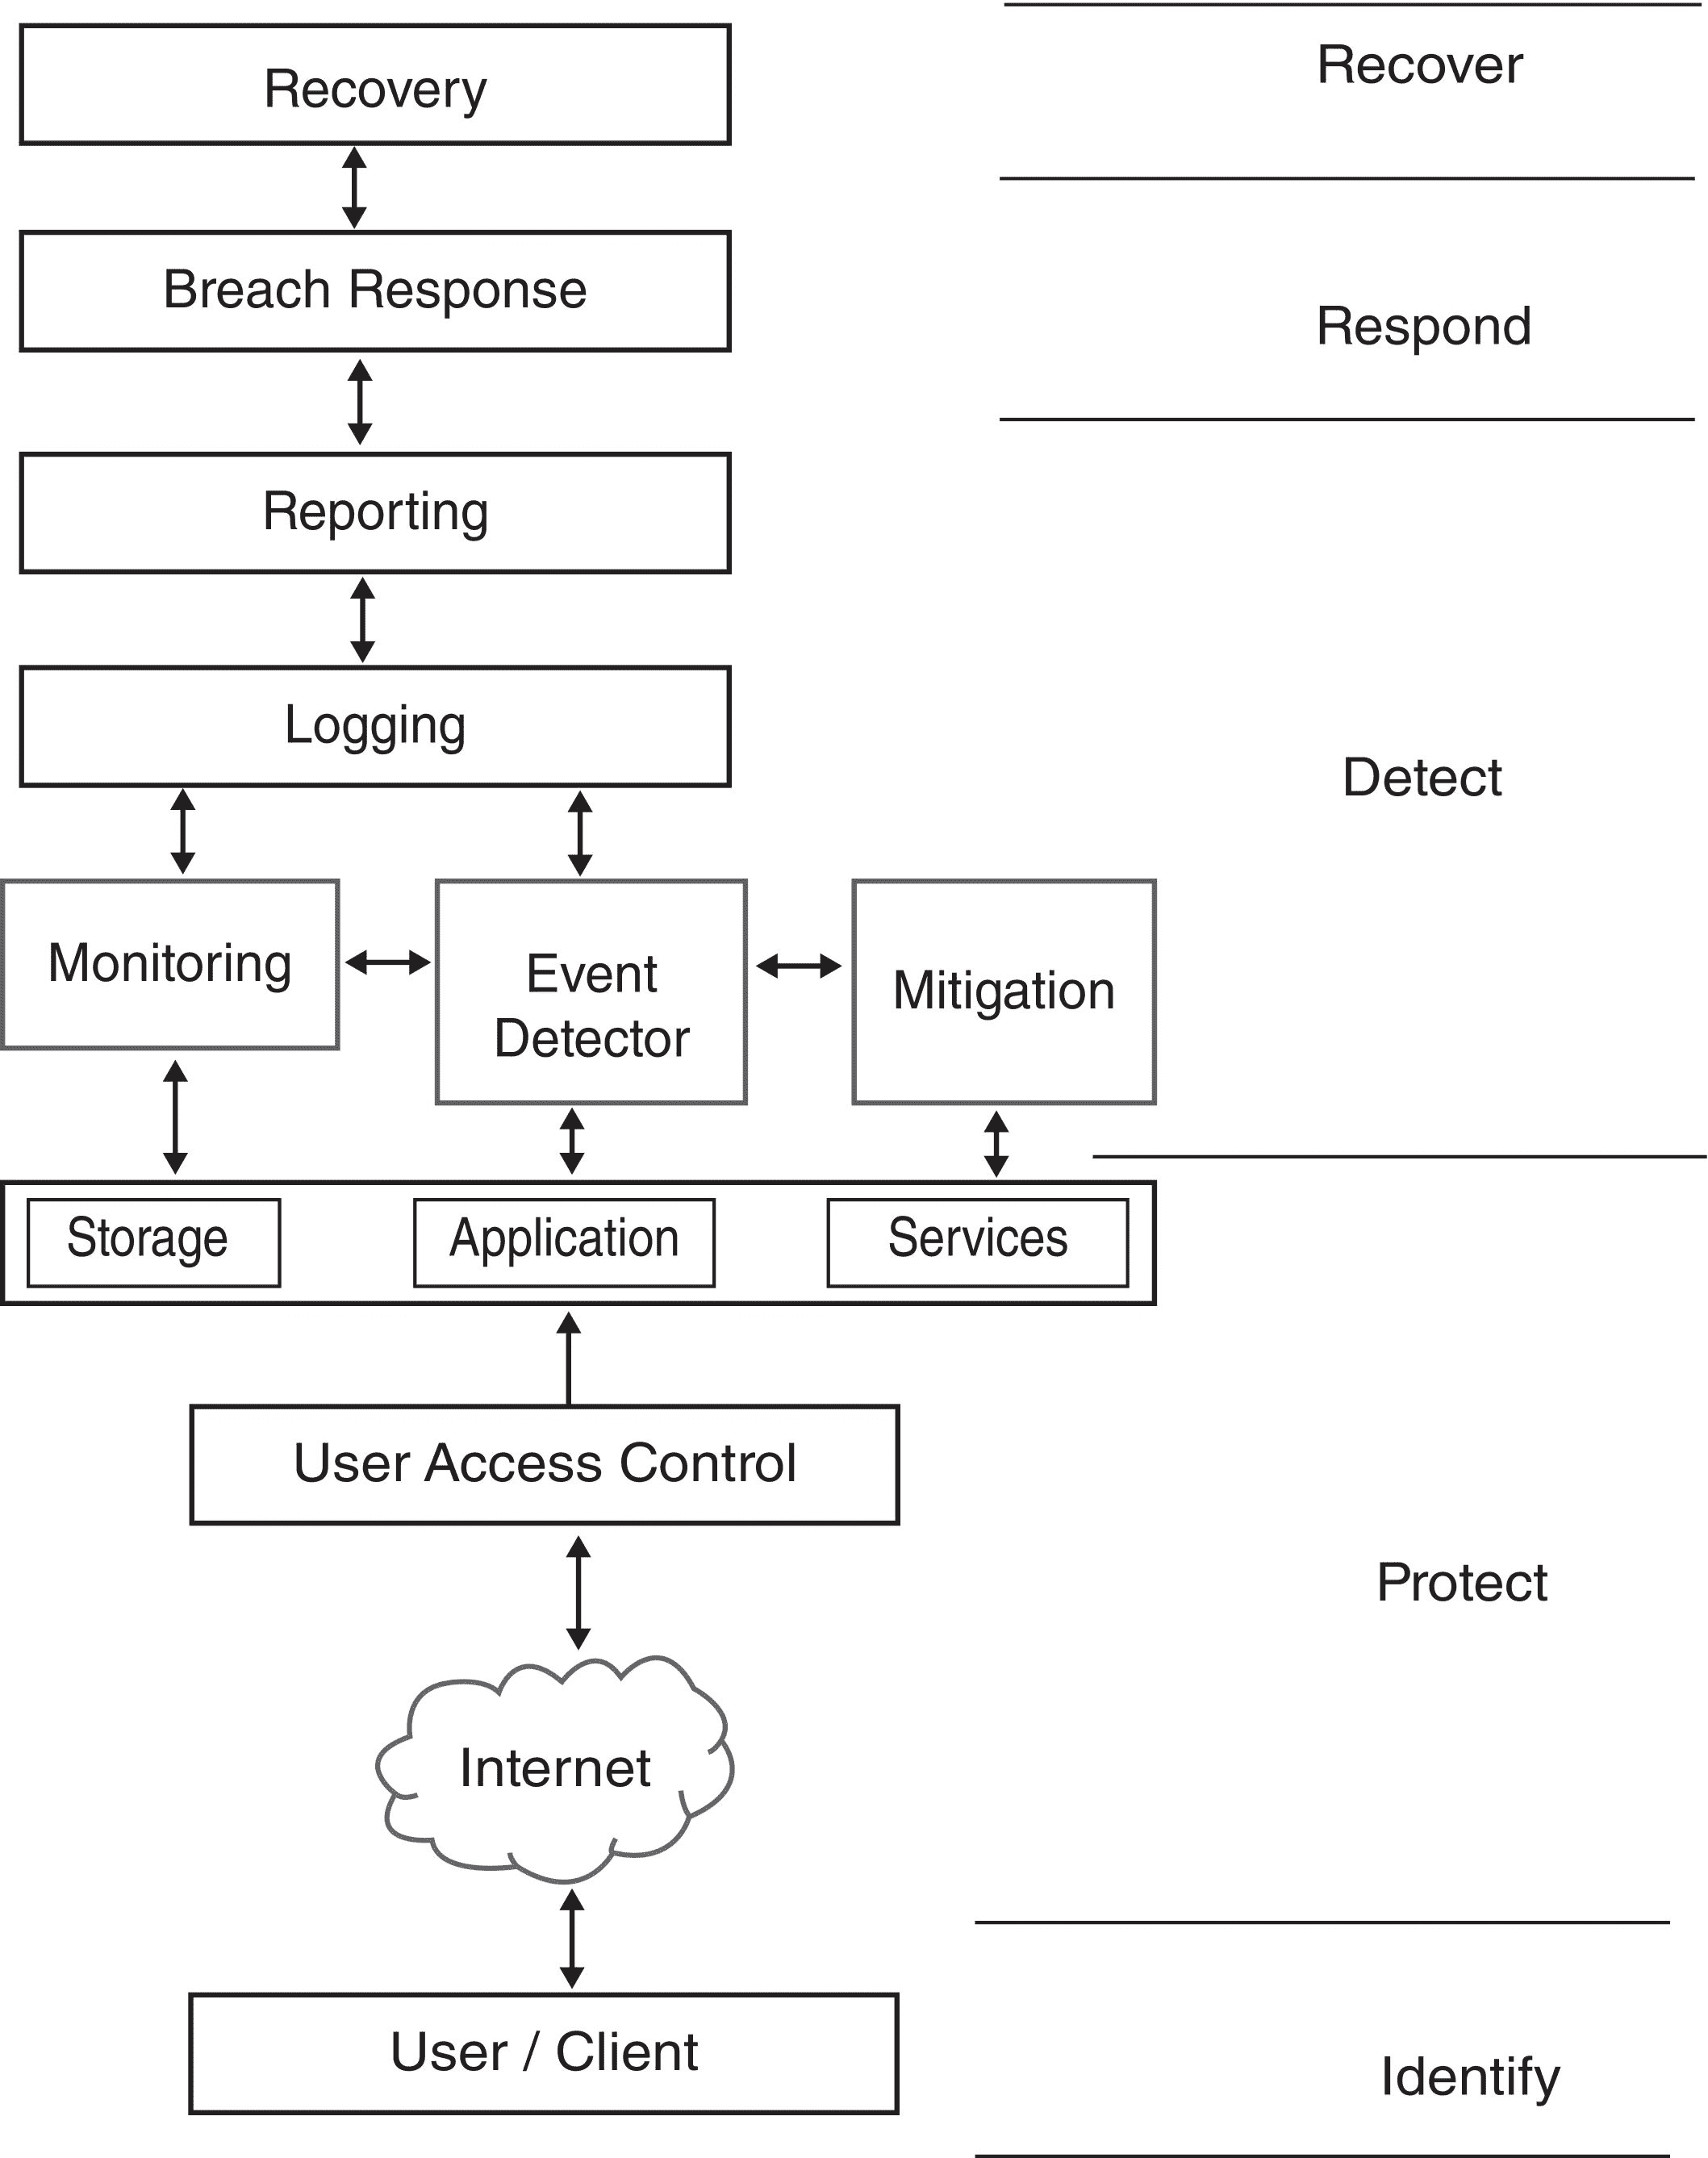 Recovery
Recover
Breach Response
Respond
Reporting
Logging
Detect
Monitoring
Event
Detector
Mitigation
Storage
Application
Services
User Access Control
Protect
Internet
User / Client
Identify